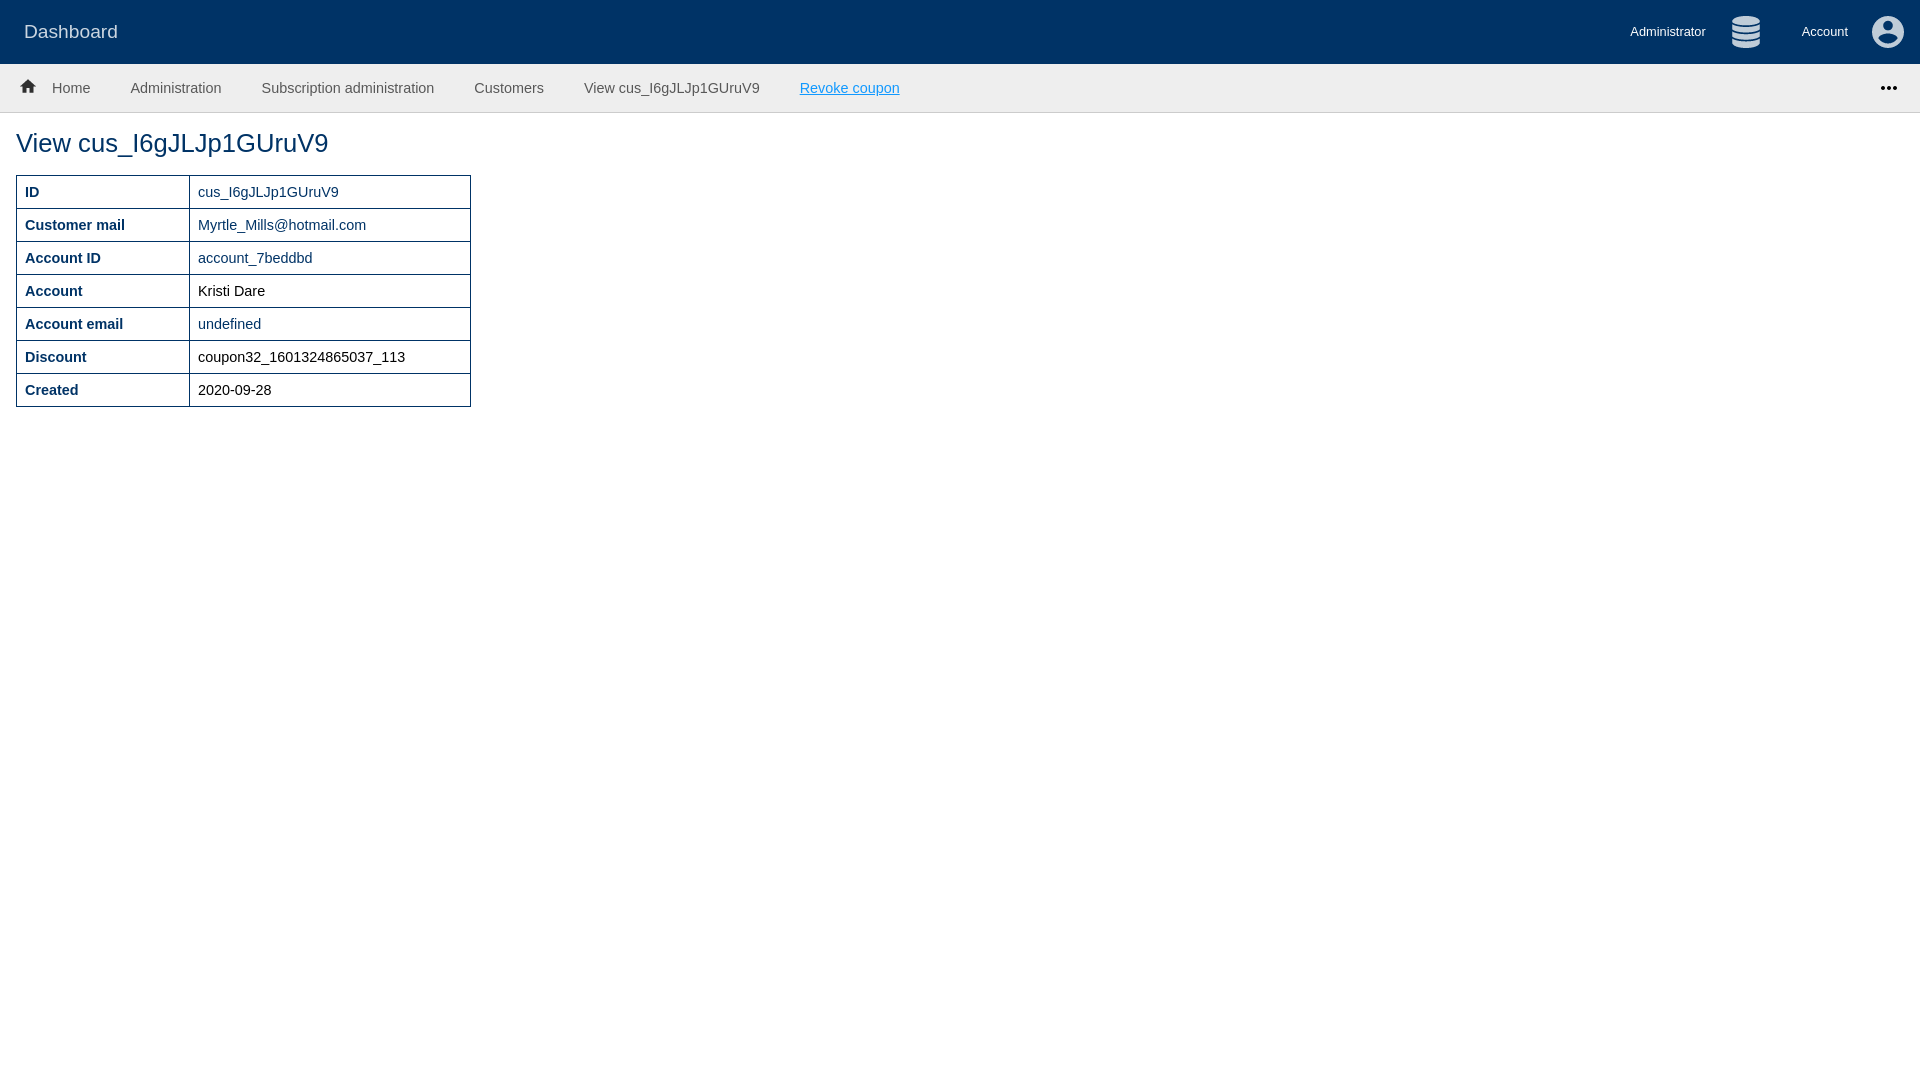 Dashboard
Administrator
Account
Home
Administration
Subscription administration
Customers
View cus_I6gJLJp1GUruV9
Revoke coupon
View cus_I6gJLJp1GUruV9
ID cus_I6gJLJp1GUruV9
Customer mail Myrtle_Mills@hotmail.com
Account ID account_7beddbd
Account Kristi Dare
Account email undefined
Discount coupon32_1601324865037_113
Created 2020-09-28